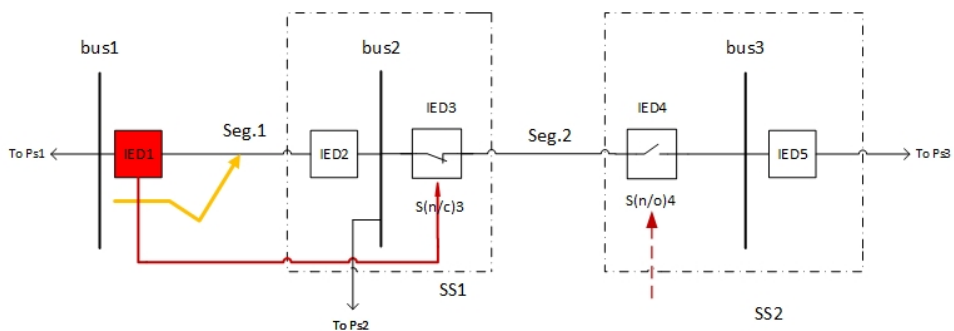 bus1
bus2
bus3
IED3
IED4
Seg.1
Seg.2
To Ps1
IED1
IED2
IED5
To Ps3
S(n/c)3
S(n/o)4
SS1
SS2
To Ps2